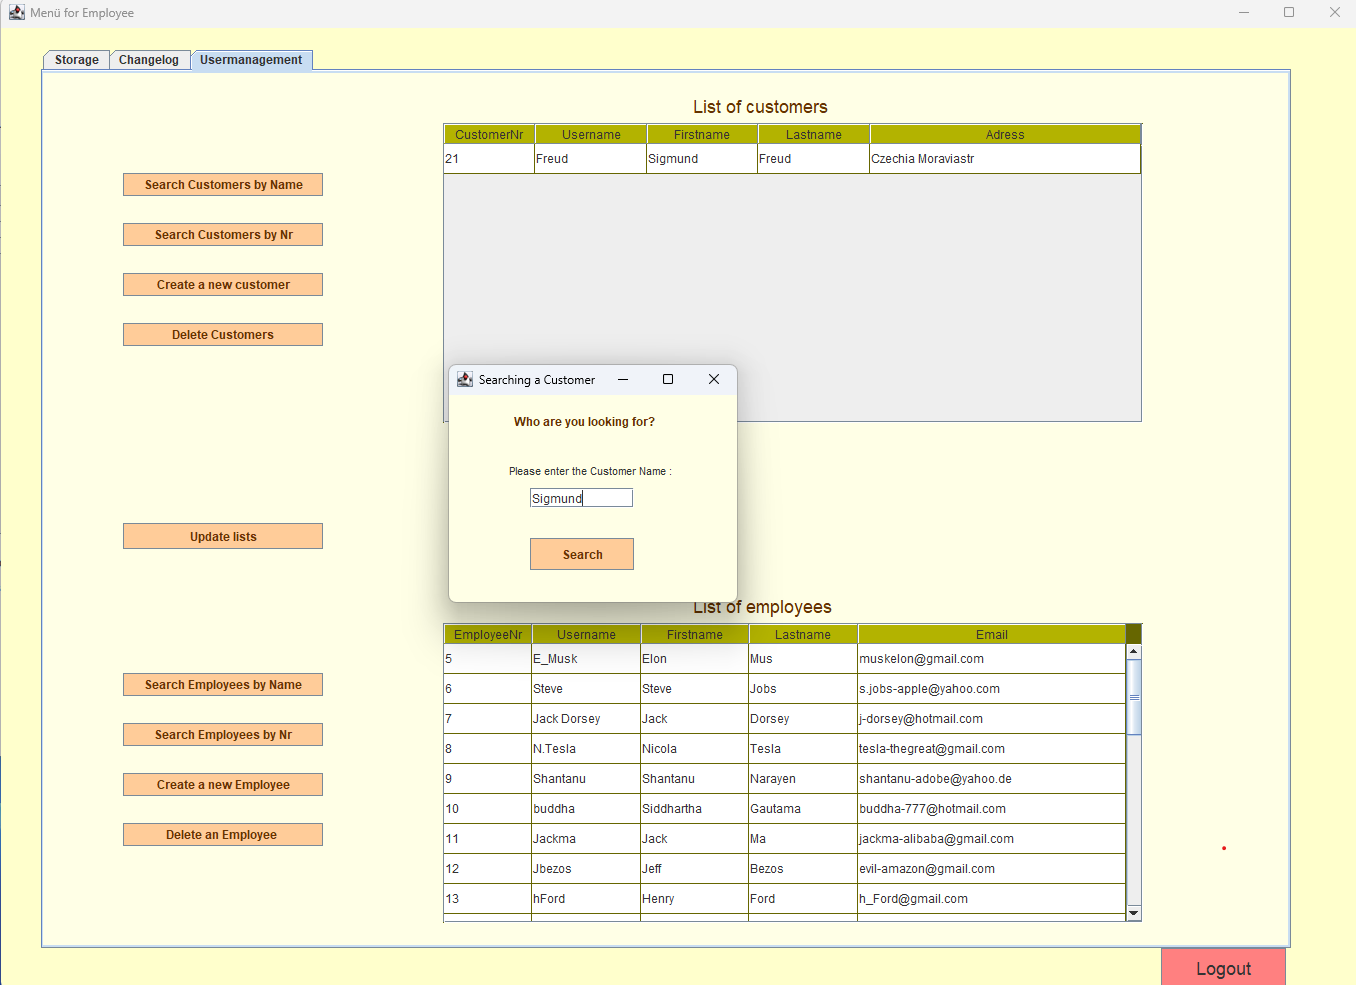 Menü for Employee
Storage Changelog Usermanagement
List of customers
CustomerNr Username Firstname Lastname Adress
21 Freud Sigmund Freud Czechia Moraviastr
Search Customers by Name
Search Customers by Nr
Create a new customer
Delete Customers
Searching a Customer
Who are you looking for?
Please enter the Customer Name :
Sigmund
Search
Update lists
List of employees
EmployeeNr Username Firstname Lastname Email
5 E_Musk Elon Mus muskelon@gmail.com
6 Steve Steve Jobs s.jobs-apple@yahoo.com
7 Jack Dorsey Jack Dorsey j-dorsey@hotmail.com
8 N.Tesla Nicola Tesla tesla-thegreat@gmail.com
9 Shantanu Shantanu Narayen shantanu-adobe@yahoo.de
10 buddha Siddhartha Gautama buddha-777@hotmail.com
11 Jackma Jack Ma jackma-alibaba@gmail.com
12 Jbezos Jeff Bezos evil-amazon@gmail.com
13 hFord Henry Ford h_Ford@gmail.com
Search Employees by Name
Search Employees by Nr
Create a new Employee
Delete an Employee
Logout